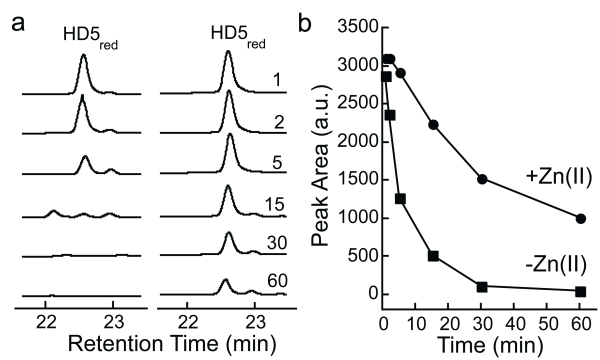 a
HD5red HD5red
1
2
5
15
30
60
22 23 22 23
Retention Time (min)
b
3500
3000
2500
2000
1500
1000
500
0
Peak Area (a.u.)
+Zn(II)
-Zn(II)
0 10 20 30 40 50 60
Time (min)